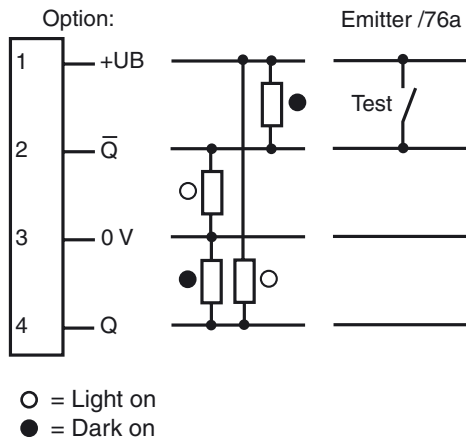 Option: Emitter /76a
1 +UB
Test
2 Q̅
3 0 V
4 Q
○ = Light on
● = Dark on